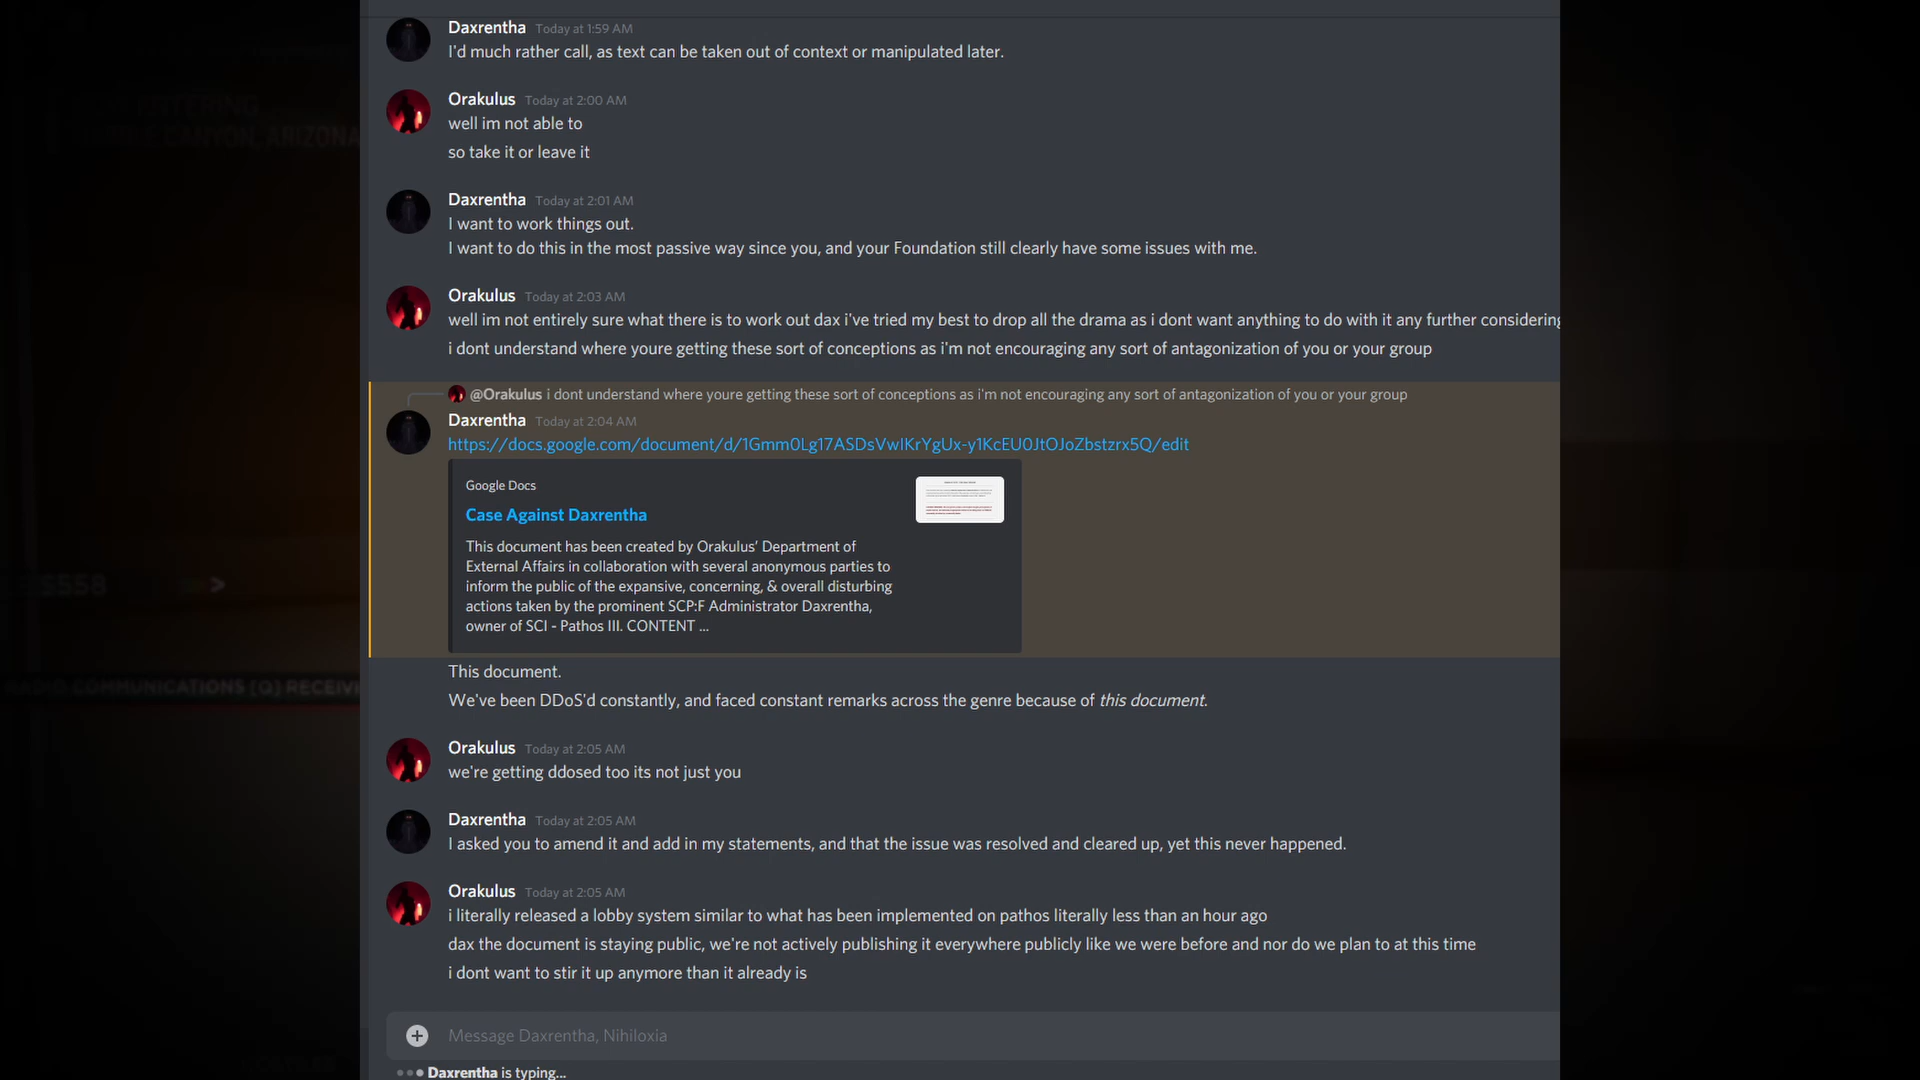 Daxrentha Today at 1:59 AM
I'd much rather call, as text can be taken out of context or manipulated later.
Orakulus Today at 2:00 AM
well im not able to
so take it or leave it
Daxrentha Today at 2:01 AM
I want to work things out.
I want to do this in the most passive way since you, and your Foundation still clearly have some issues with me.
Orakulus Today at 2:03 AM
well im not entirely sure what there is to work out dax i've tried my best to drop all the drama as i dont want anything to do with it any further considering
i dont understand where youre getting these sort of conceptions as i'm not encouraging any sort of antagonization of you or your group
@Orakulus i dont understand where youre getting these sort of conceptions as i'm not encouraging any sort of antagonization of you or your group
Daxrentha Today at 2:04 AM
https://docs.google.com/document/d/1Gmm0Lg17ASDsVwIKrYgUx-y1KcEU0JtOJoZbstzrx5Q/edit
Google Docs
Case Against Daxrentha
This document has been created by Orakulus' Department of
External Affairs in collaboration with several anonymous parties to
inform the public of the expansive, concerning, & overall disturbing
actions taken by the prominent SCP:F Administrator Daxrentha,
owner of SCI - Pathos III. CONTENT ...
This document.
We've been DDoS'd constantly, and faced constant remarks across the genre because of this document.
Orakulus Today at 2:05 AM
we're getting ddosed too its not just you
Daxrentha Today at 2:05 AM
I asked you to amend it and add in my statements, and that the issue was resolved and cleared up, yet this never happened.
Orakulus Today at 2:05 AM
i literally released a lobby system similar to what has been implemented on pathos literally less than an hour ago
dax the document is staying public, we're not actively publishing it everywhere publicly like we were before and nor do we plan to at this time
i dont want to stir it up anymore than it already is
Message Daxrentha, Nihiloxia
Daxrentha is typing...
CANYON, ARIZONA
RADIO COMMUNICATIONS [Q]